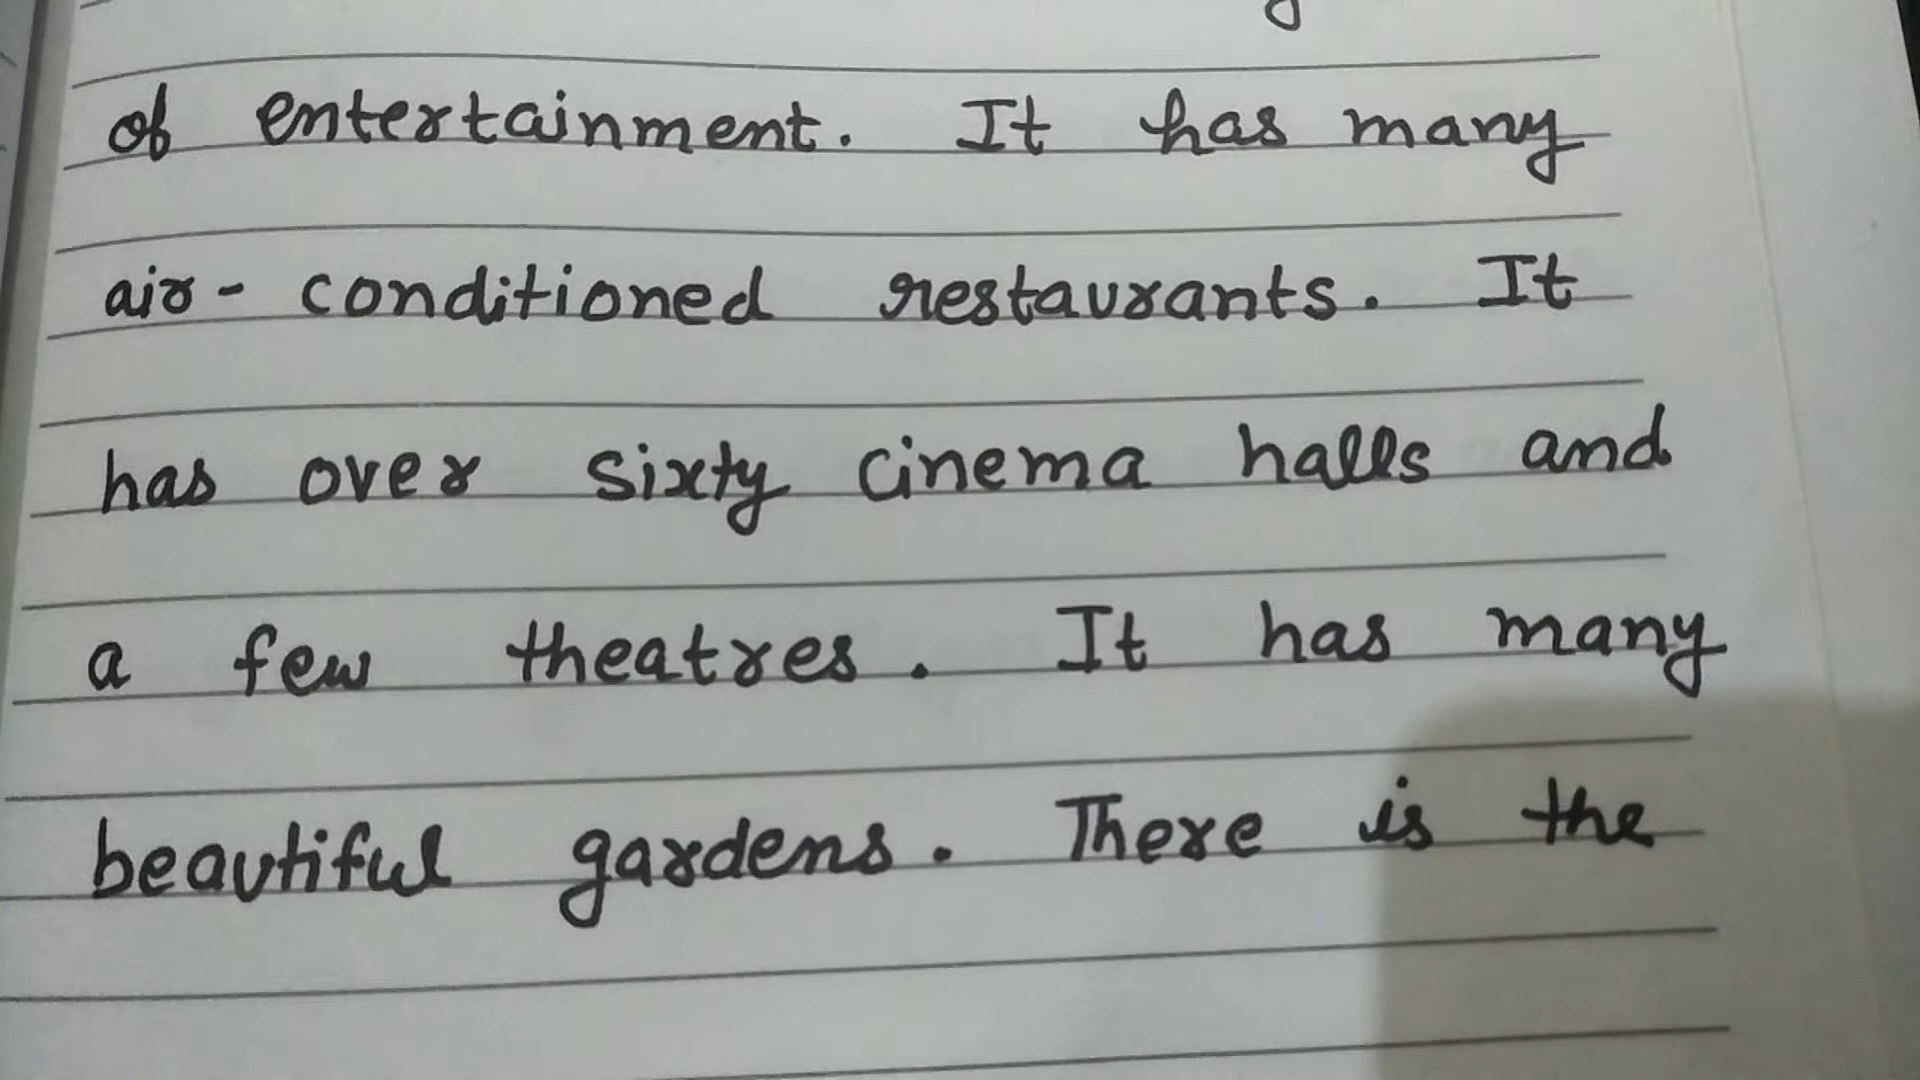 of entertainment. It has many
air-conditioned restaurants. It
has over sixty cinema halls and
a few theatres. It has many
beautiful gardens. There is the